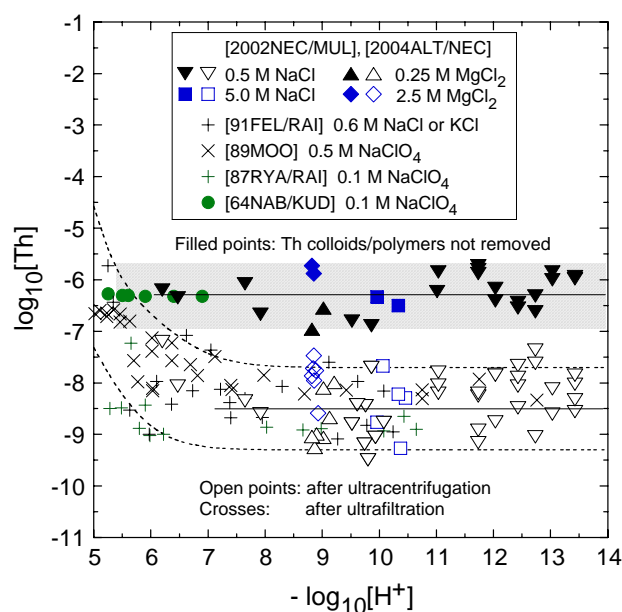 [2002NEC/MUL], [2004ALT/NEC]
0.5 M NaCl 0.25 M MgCl2
5.0 M NaCl 2.5 M MgCl2
[91FEL/RAI] 0.6 M NaCl or KCl
[89MOO] 0.5 M NaClO4
[87RYA/RAI] 0.1 M NaClO4
[64NAB/KUD] 0.1 M NaClO4
Filled points: Th colloids/polymers not removed
Open points: after ultracentrifugation
Crosses: after ultrafiltration
log10[Th]
-1
-2
-3
-4
-5
-6
-7
-8
-9
-10
-11
5 6 7 8 9 10 11 12 13 14
- log10[H+]